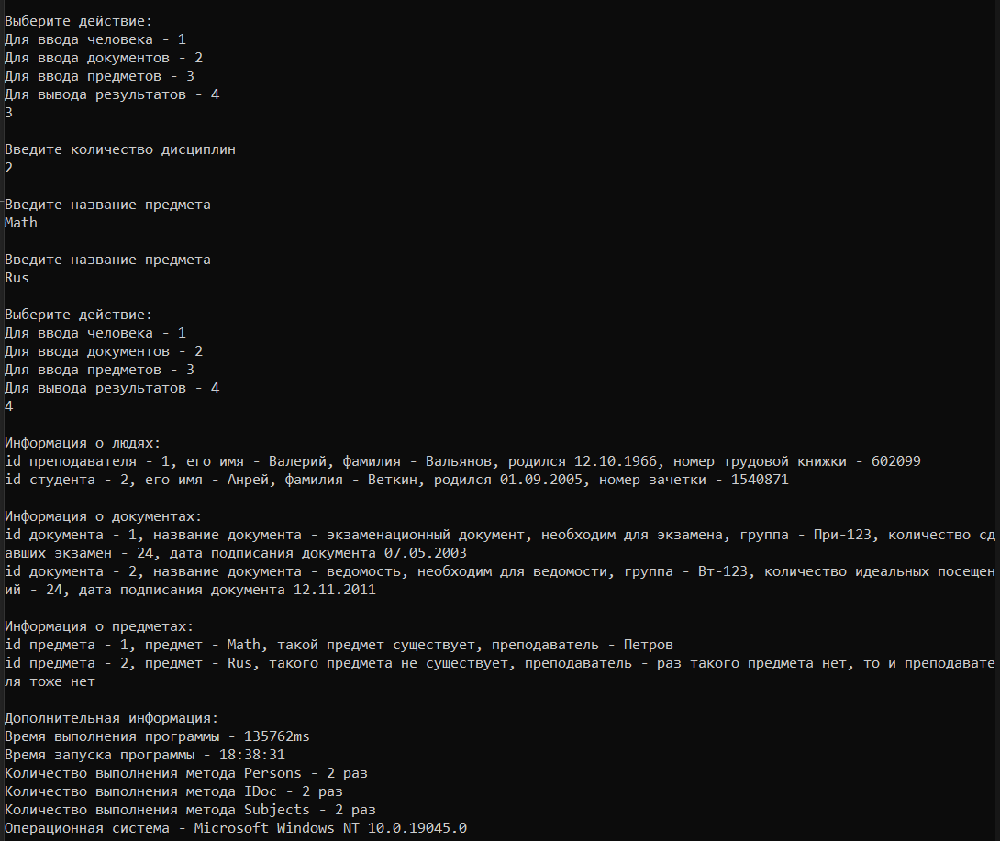 Выберите действие:
Для ввода человека - 1
Для ввода документов - 2
Для ввода предметов - 3
Для вывода результатов - 4
3
Введите количество дисциплин
2
Введите название предмета
Math
Введите название предмета
Rus
Выберите действие:
Для ввода человека - 1
Для ввода документов - 2
Для ввода предметов - 3
Для вывода результатов - 4
4
Информация о людях:
id преподавателя - 1, его имя - Валерий, фамилия - Вальянов, родился 12.10.1966, номер трудовой книжки - 602099
id студента - 2, его имя - Анрей, фамилия - Веткин, родился 01.09.2005, номер зачетки - 1540871
Информация о документах:
id документа - 1, название документа - экзаменационный документ, необходим для экзамена, группа - При-123, количество сд
авших экзамен - 24, дата подписания документа 07.05.2003
id документа - 2, название документа - ведомость, необходим для ведомости, группа - Вт-123, количество идеальных посещен
ий - 24, дата подписания документа 12.11.2011
Информация о предметах:
id предмета - 1, предмет - Math, такой предмет существует, преподаватель - Петров
id предмета - 2, предмет - Rus, такого предмета не существует, преподаватель - раз такого предмета нет, то и преподавате
ля тоже нет
Дополнительная информация:
Время выполнения программы - 135762ms
Время запуска программы - 18:38:31
Количество выполнения метода Persons - 2 раз
Количество выполнения метода IDoc - 2 раз
Количество выполнения метода Subjects - 2 раз
Операционная система - Microsoft Windows NT 10.0.19045.0